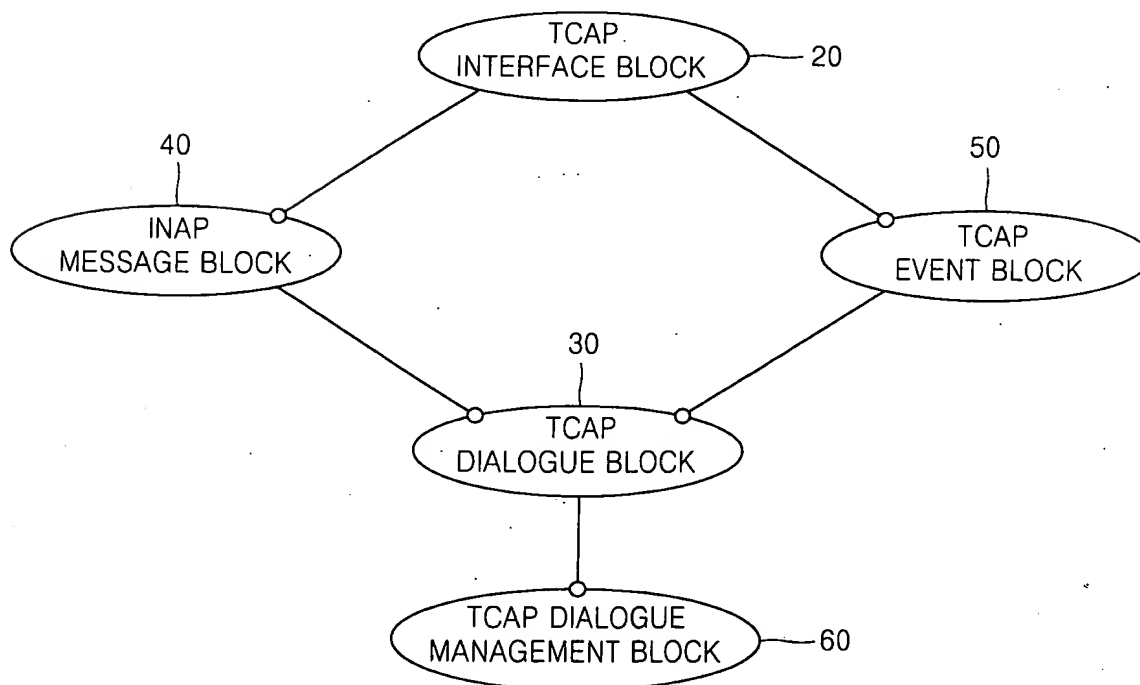 TCAP
INTERFACE BLOCK
20
40
50
INAP
MESSAGE BLOCK
TCAP
EVENT BLOCK
30
TCAP
DIALOGUE BLOCK
TCAP DIALOGUE
MANAGEMENT BLOCK
60